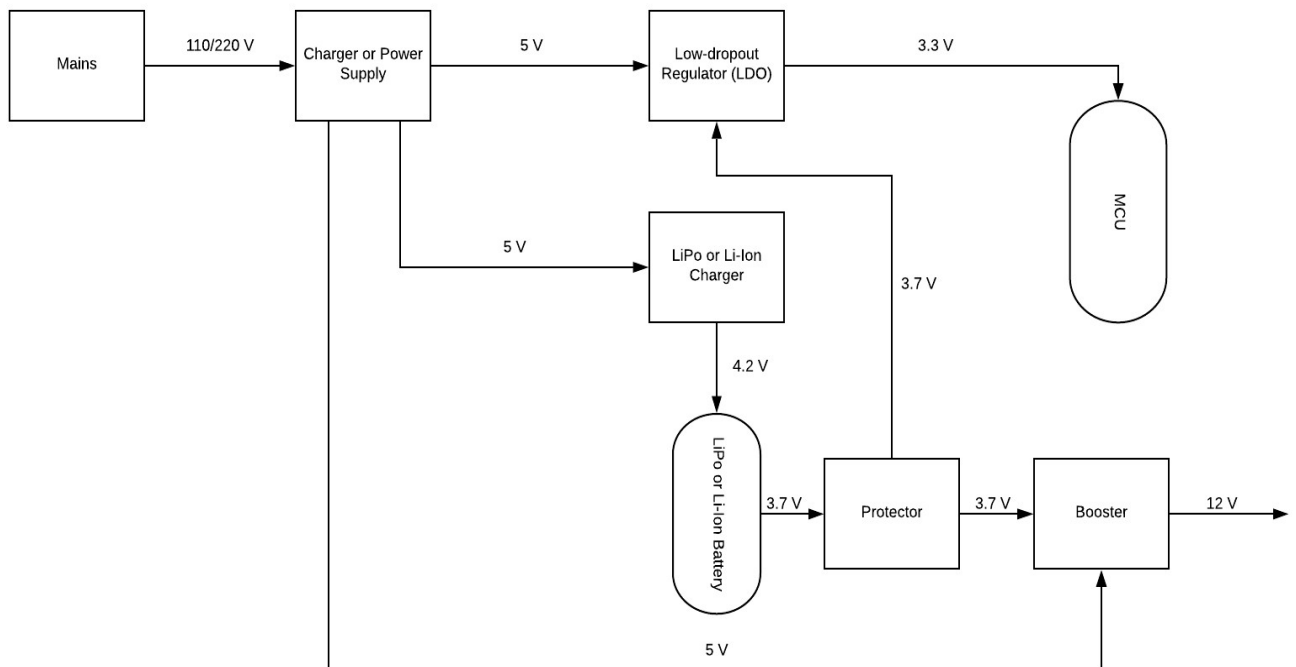 Mains
110/220 V
Charger or Power
Supply
5 V
Low-dropout
Regulator (LDO)
3.3 V
MCU
5 V
LiPo or Li-Ion
Charger
3.7 V
4.2 V
LiPo or Li-Ion Battery
3.7 V
Protector
3.7 V
Booster
12 V
5 V